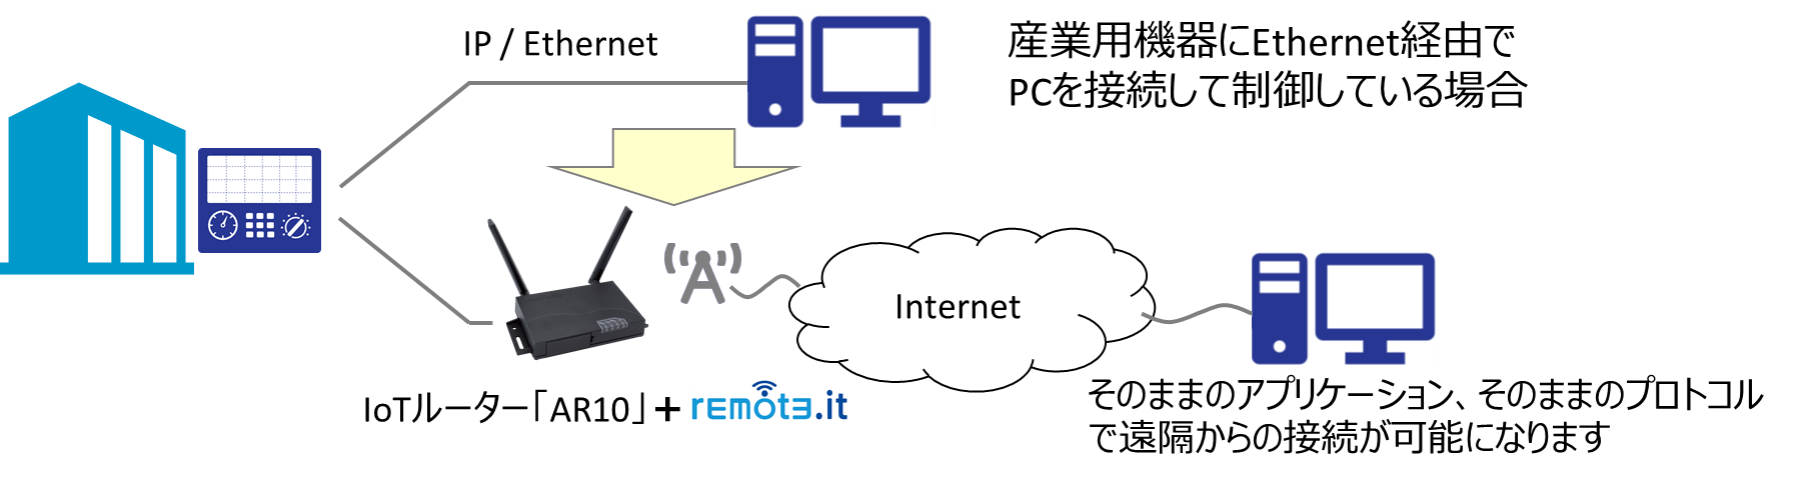 IP / Ethernet
産業用機器にEthernet経由で
PCを接続して制御している場合
Internet
IoTルーター「AR10」+ remot3.it
そのままのアプリケーション、そのままのプロトコル
で遠隔からの接続が可能になります